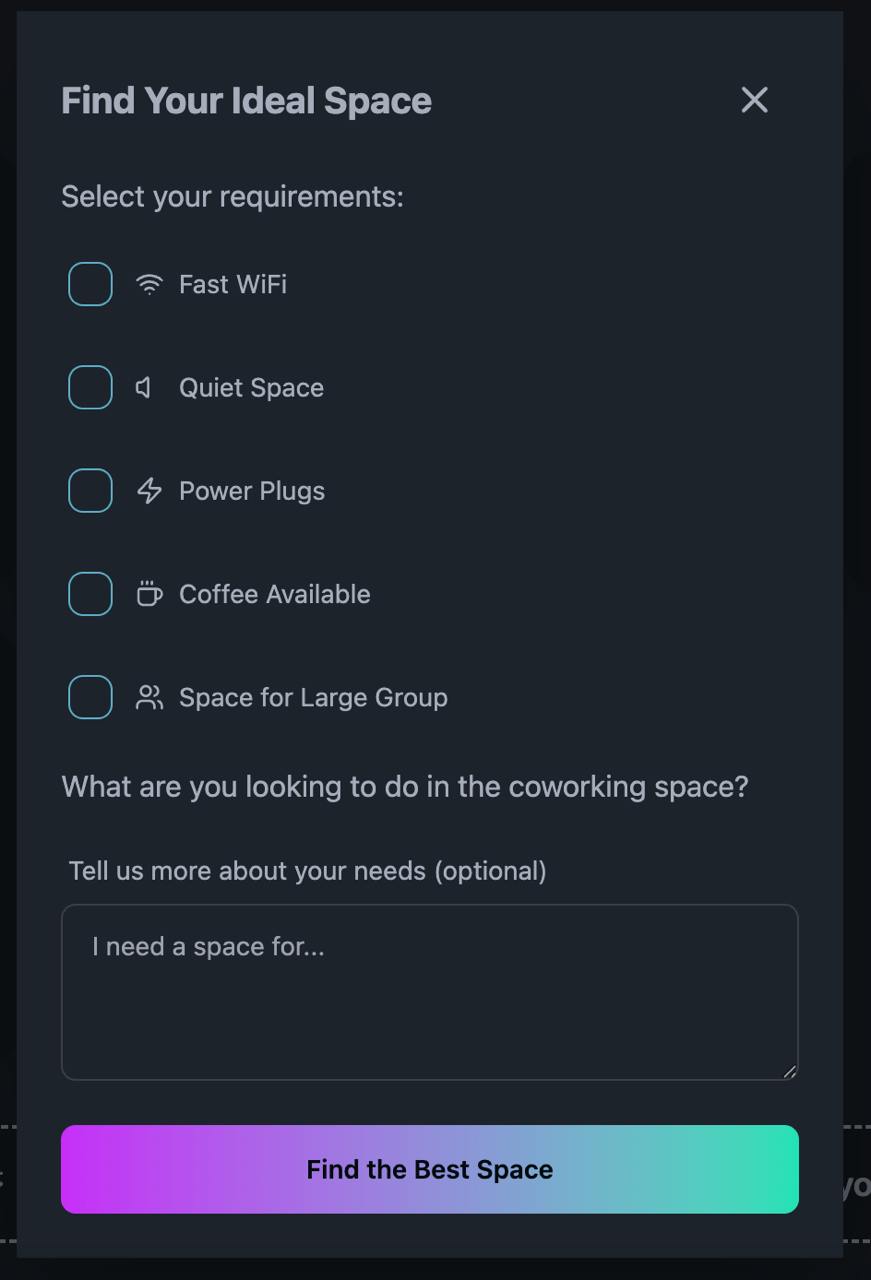 Find Your Ideal Space
Select your requirements:
Fast WiFi
Quiet Space
Power Plugs
Coffee Available
Space for Large Group
What are you looking to do in the coworking space?
Tell us more about your needs (optional)
I need a space for...
Find the Best Space
yo